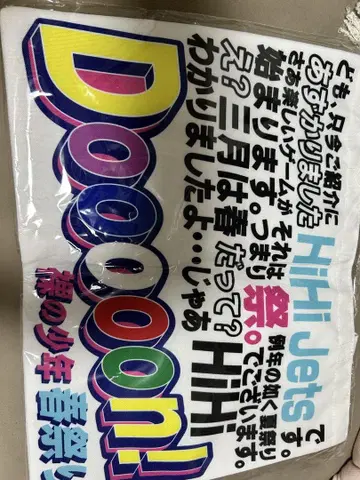 ども、只今ご紹介に
あずかりました HiHi Jets です。
さあ楽しいゲームが
始まります。つまり
それは 祭。
例年の如く夏祭り
でございます。
え?三月は春だって?
わかりましたよ…じゃあ HiHi
Dooooon!
裸の少年 春祭り